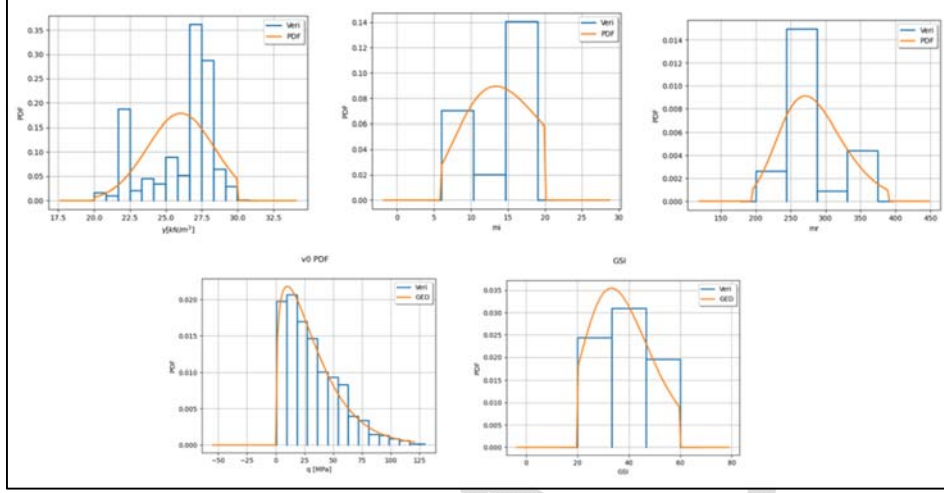 Veri
PDF
0.35
0.30
0.25
0.20
0.15
0.10
0.05
0.00
PDF
17.5 20.0 22.5 25.0 27.5 30.0 32.5
γ[kN/m³]
Veri
PDF
0.14
0.12
0.10
0.08
0.06
0.04
0.02
0.00
PDF
0 5 10 15 20 25 30
mi
Veri
PDF
0.014
0.012
0.010
0.008
0.006
0.004
0.002
0.000
PDF
150 200 250 300 350 400 450
mr
v0 PDF
Veri
GED
0.020
0.015
0.010
0.005
0.000
PDF
−50 −25 0 25 50 75 100 125
q [MPa]
GSI
Veri
GED
0.035
0.030
0.025
0.020
0.015
0.010
0.005
0.000
PDF
0 20 40 60 80
GSI